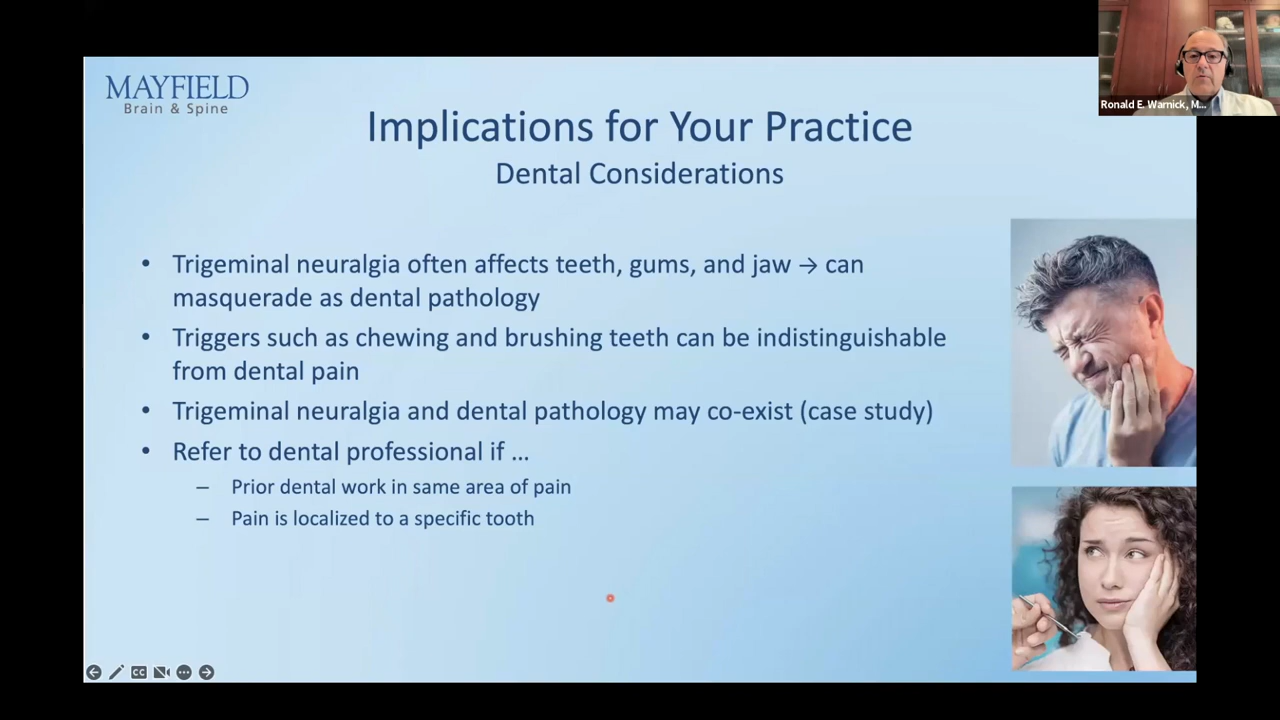 MAYFIELD
Brain & Spine
Ronald E. Warnick, M...
Implications for Your Practice
Dental Considerations
• Trigeminal neuralgia often affects teeth, gums, and jaw → can
masquerade as dental pathology
• Triggers such as chewing and brushing teeth can be indistinguishable
from dental pain
• Trigeminal neuralgia and dental pathology may co-exist (case study)
• Refer to dental professional if ...
– Prior dental work in same area of pain
– Pain is localized to a specific tooth
CC